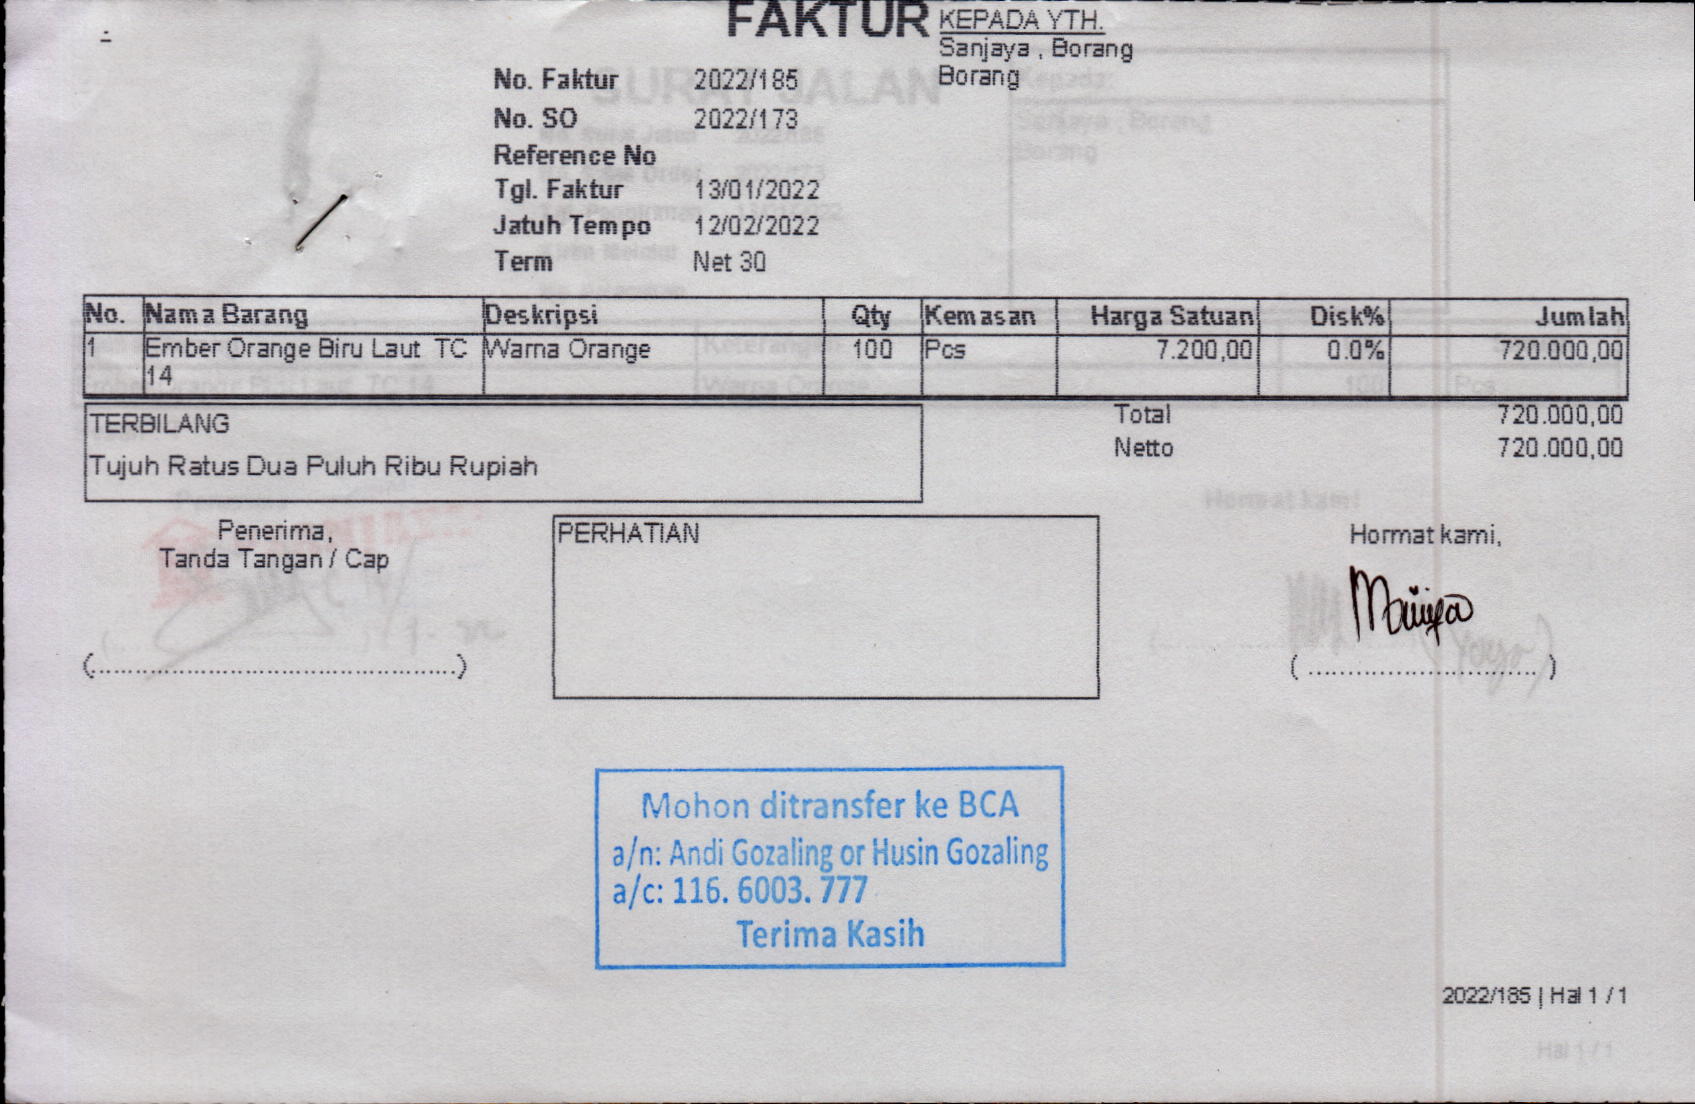 FAKTUR
KEPADA YTH.
Sanjaya , Borang
Borang
No. Faktur 2022/185
No. SO 2022/173
Reference No
Tgl. Faktur 13/01/2022
Jatuh Tempo 12/02/2022
Term Net 30
No. Nama Barang Deskripsi Qty Kemasan Harga Satuan Disk% Jumlah
1 Ember Orange Biru Laut TC Warna Orange 100 Pcs 7.200,00 0.0% 720.000,00
14
Total 720.000,00
Netto 720.000,00
TERBILANG
Tujuh Ratus Dua Puluh Ribu Rupiah
Penerima,
Tanda Tangan / Cap
(..............................................)
PERHATIAN
Hormat kami,
( ............................. )
Mohon ditransfer ke BCA
a/n: Andi Gozaling or Husin Gozaling
a/c: 116. 6003. 777
Terima Kasih
2022/185 | Hal 1 / 1